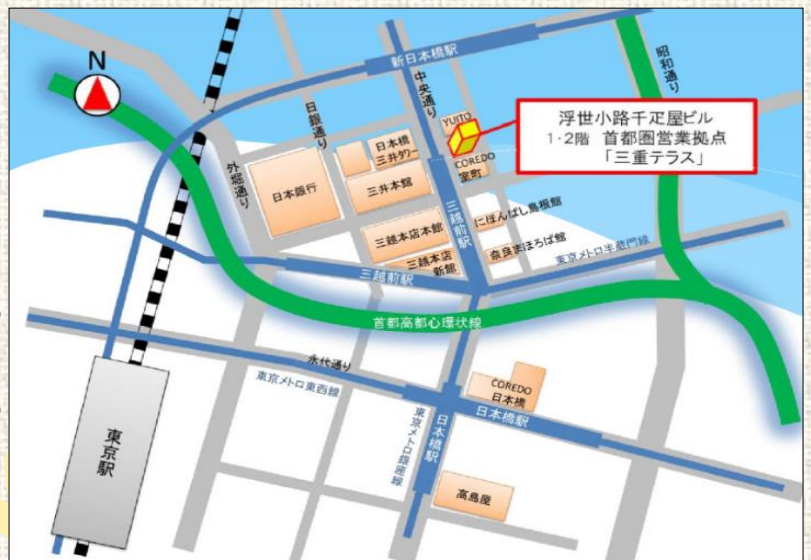 N
新日本橋駅
昭和通り
中央通り
日銀通り
外堀通り
YUITO
浮世小路千疋屋ビル
1・2階 首都圏営業拠点
「三重テラス」
日本橋
三井タワー
COREDO
室町
日本銀行
三井本館
三越前駅
にほんばし島根館
三越本店本館
奈良まほろば館
三越本店
新館
三越前駅
東京メトロ半蔵門線
首都高都心環状線
永代通り
東京メトロ東西線
COREDO
日本橋
日本橋駅
日本橋駅
東京メトロ銀座線
東京駅
高島屋